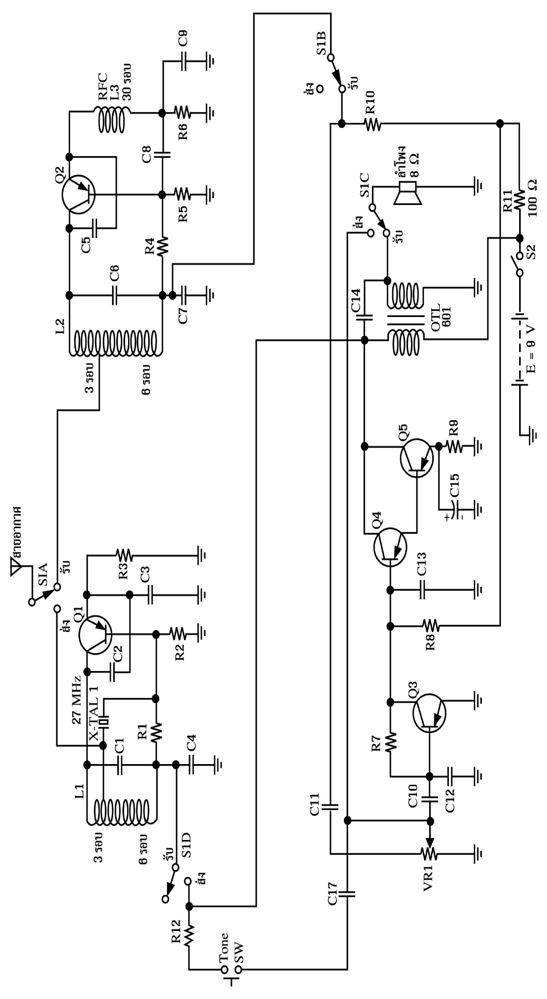 สายอากาศ
S1A
รับ
ส่ง
27 MHz
X-TAL 1
Q1
R3
C3
C2
R2
R1
C1
C4
L1
3 รอบ
6 รอบ
รับ
S1D
ส่ง
R12
Tone
SW
L2
3 รอบ
6 รอบ
C6
C7
C5
R4
R5
Q2
C8
R6
RFC
L3
30 รอบ
C9
S1B
ส่ง
รับ
R10
ลำโพง
8 Ω
S1C
ส่ง
รับ
R11
100 Ω
S2
E = 9 V
C14
OTL
601
Q5
R9
C15
+
-
Q4
C13
R8
Q3
R7
C10
C12
C11
VR1
C17